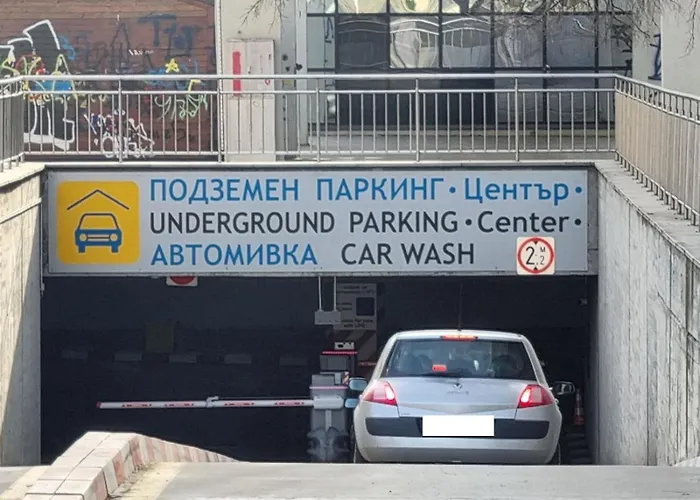 ПОДЗЕМЕН ПАРКИНГ • Център •
UNDERGROUND PARKING • Center •
АВТОМИВКА CAR WASH
2.2 М